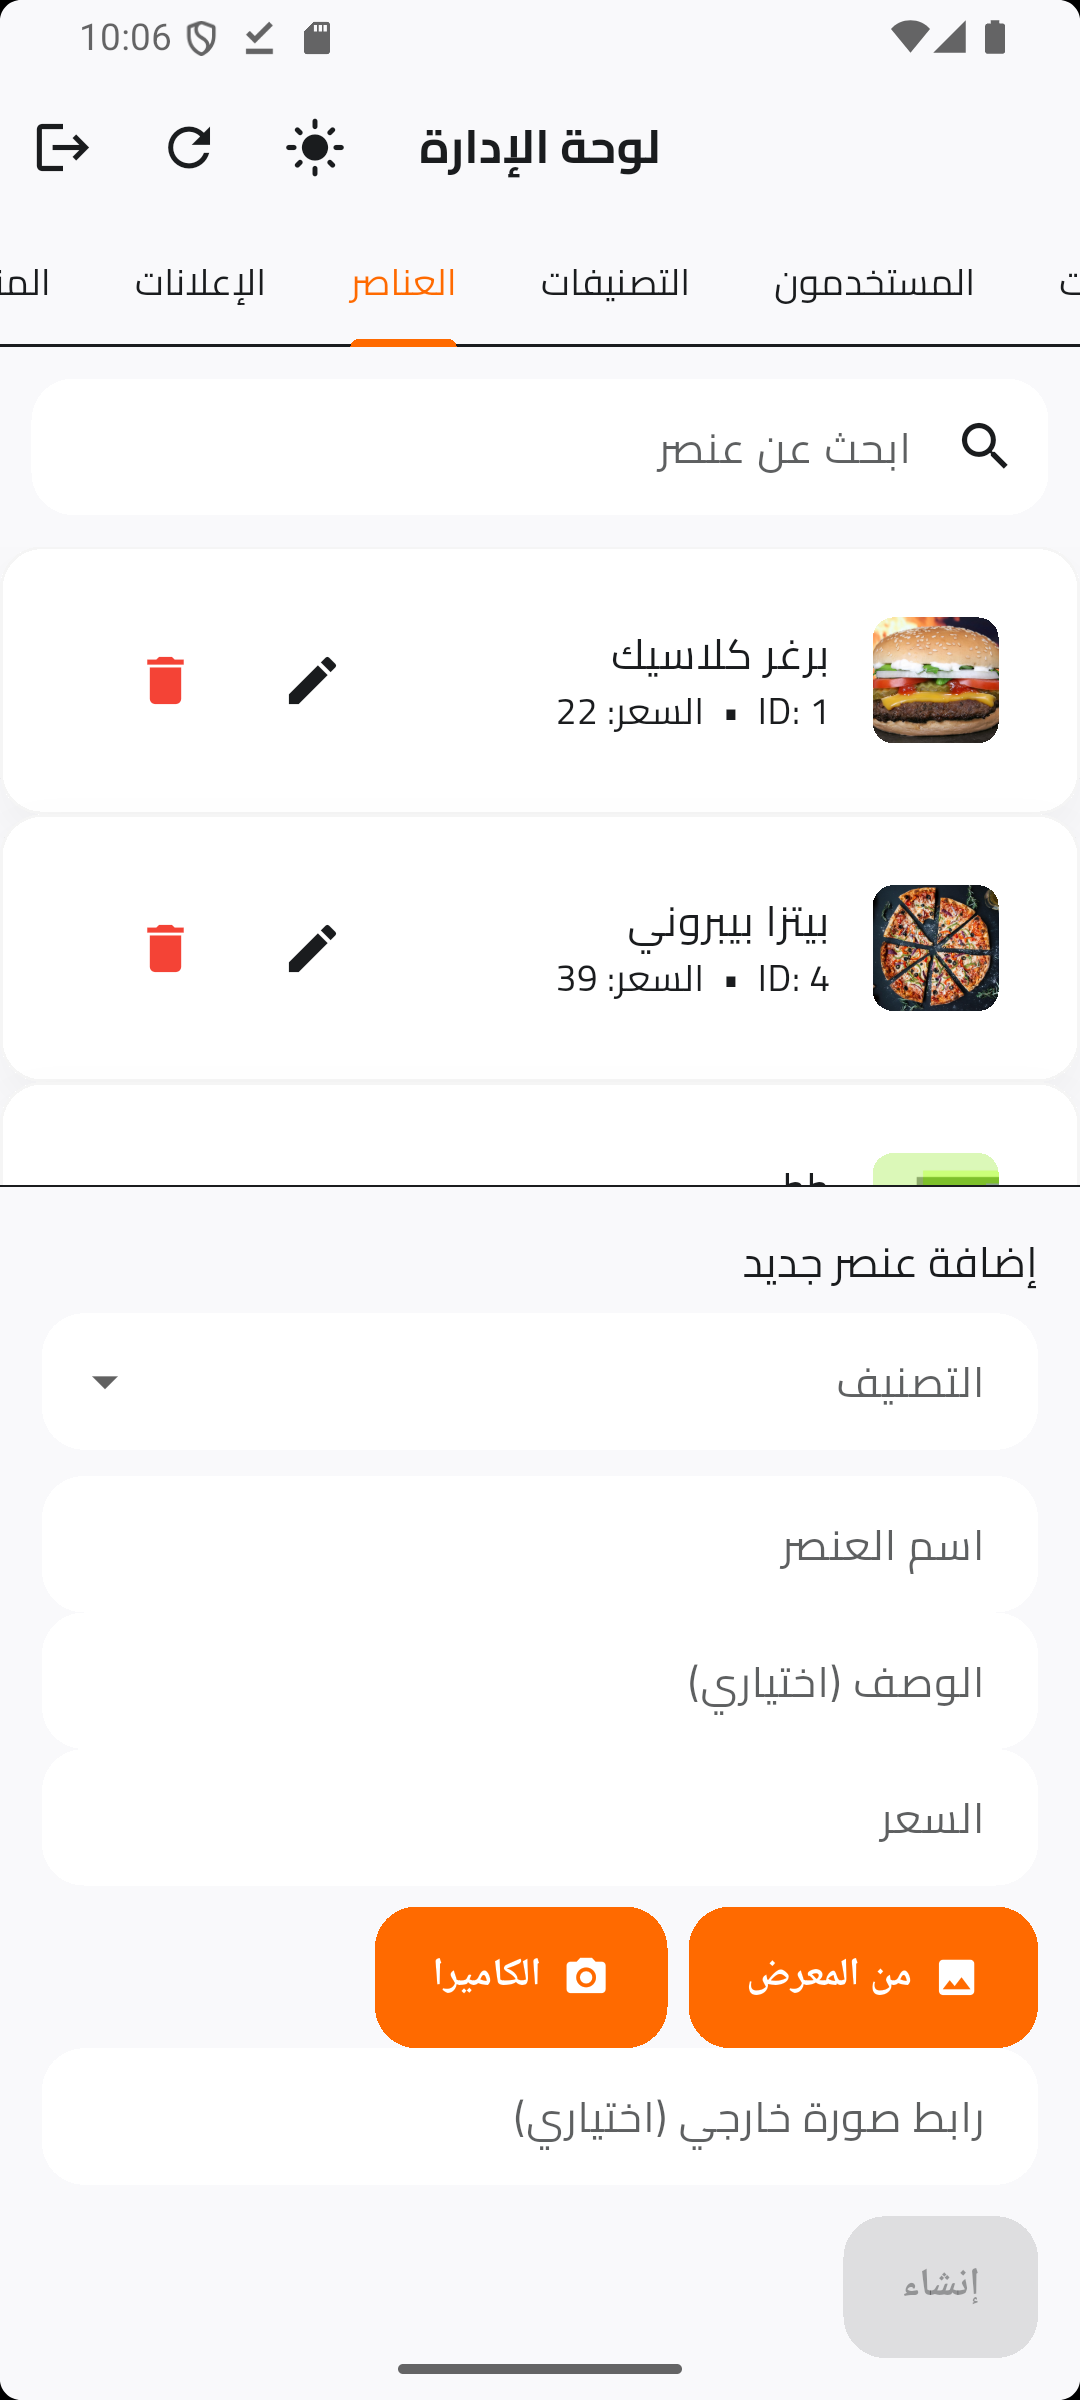 10:06
لوحة الإدارة
المستخدمون
التصنيفات
العناصر
الإعلانات
ابحث عن عنصر
برغر كلاسيك
ID: 1 ▪ السعر: 22
بيتزا بيبروني
ID: 4 ▪ السعر: 39
إضافة عنصر جديد
التصنيف
اسم العنصر
الوصف (اختياري)
السعر
من المعرض
الكاميرا
رابط صورة خارجي (اختياري)
إنشاء